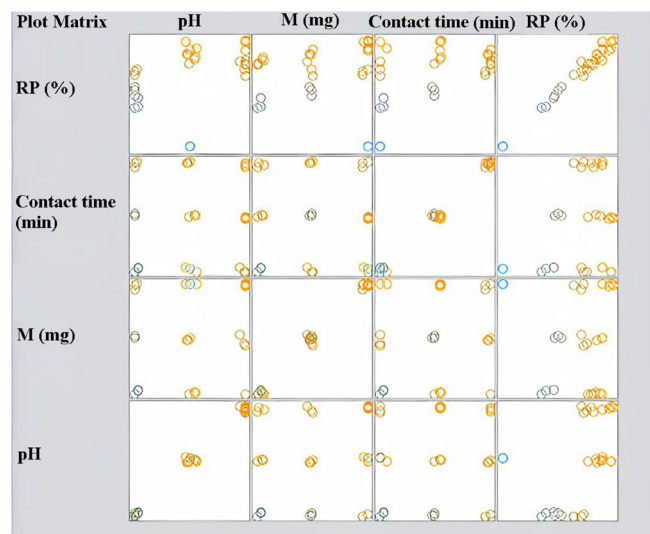 Plot Matrix pH M (mg) Contact time (min) RP (%)
RP (%)
Contact time
(min)
M (mg)
pH